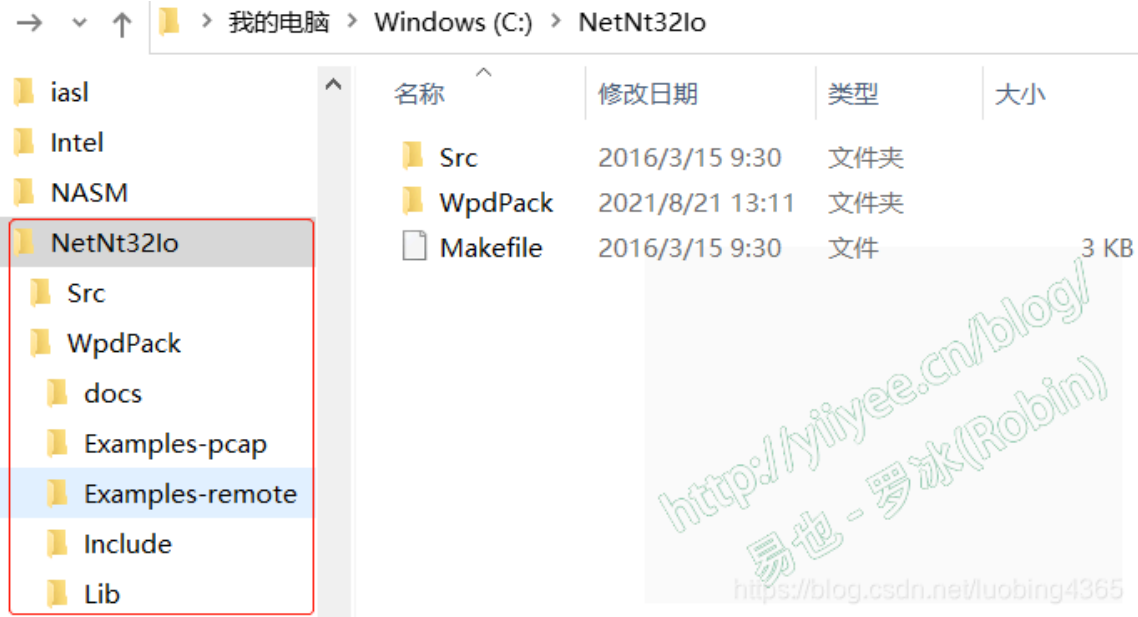 我的电脑 > Windows (C:) > NetNt32Io
iasl
Intel
NASM
NetNt32Io
Src
WpdPack
docs
Examples-pcap
Examples-remote
Include
Lib
名称 修改日期 类型 大小
Src 2016/3/15 9:30 文件夹
WpdPack 2021/8/21 13:11 文件夹
Makefile 2016/3/15 9:30 文件 3 KB
http://yiiyee.cn/blog/
易也 - 罗冰(Robin)
https://blog.csdn.net/luobing4365